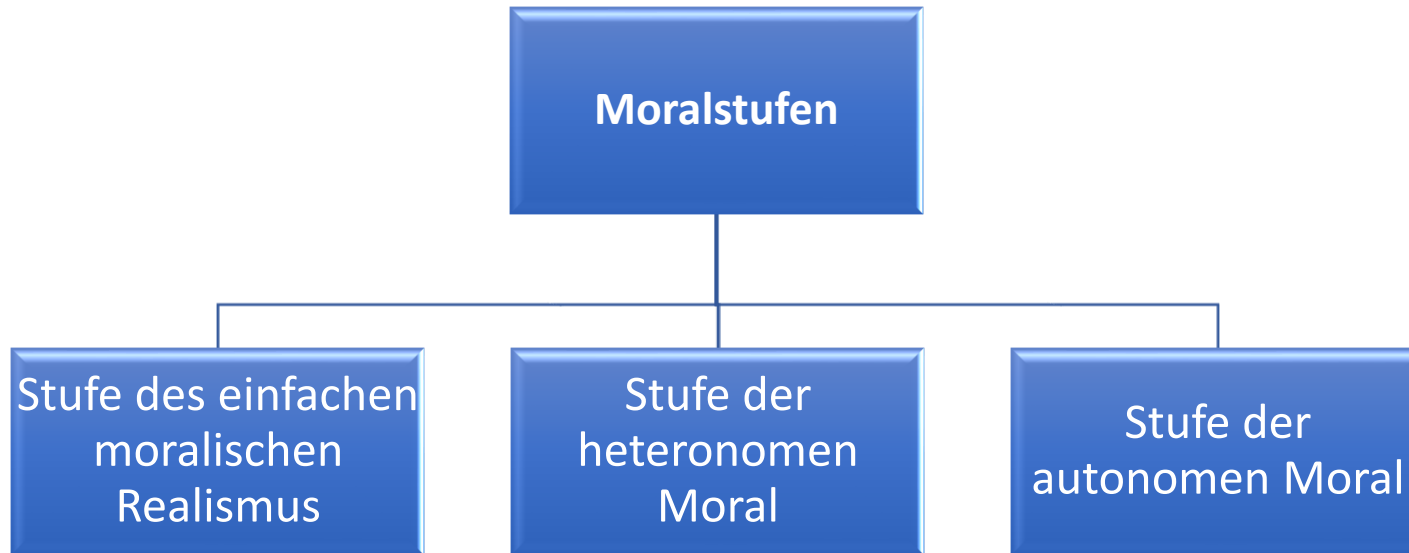 Moralstufen
Stufe des einfachen
moralischen
Realismus
Stufe der
heteronomen
Moral
Stufe der
autonomen Moral